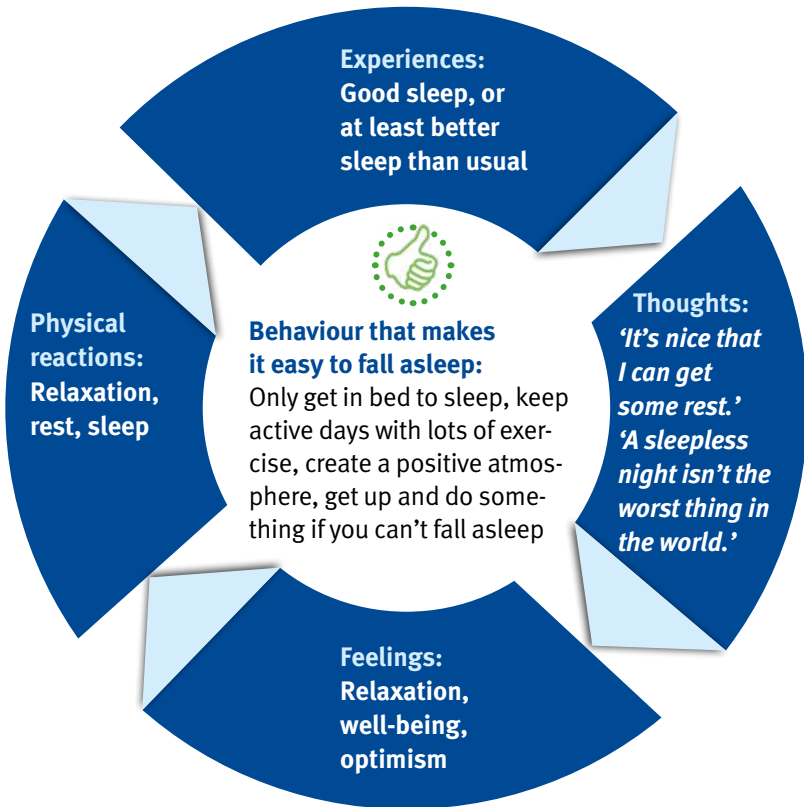 Experiences:
Good sleep, or
at least better
sleep than usual
Thoughts:
‘It’s nice that
I can get
some rest.’
‘A sleepless
night isn’t the
worst thing in
the world.’
Feelings:
Relaxation,
well-being,
optimism
Physical
reactions:
Relaxation,
rest, sleep
Behaviour that makes
it easy to fall asleep:
Only get in bed to sleep, keep
active days with lots of exer-
cise, create a positive atmos-
phere, get up and do some-
thing if you can’t fall asleep